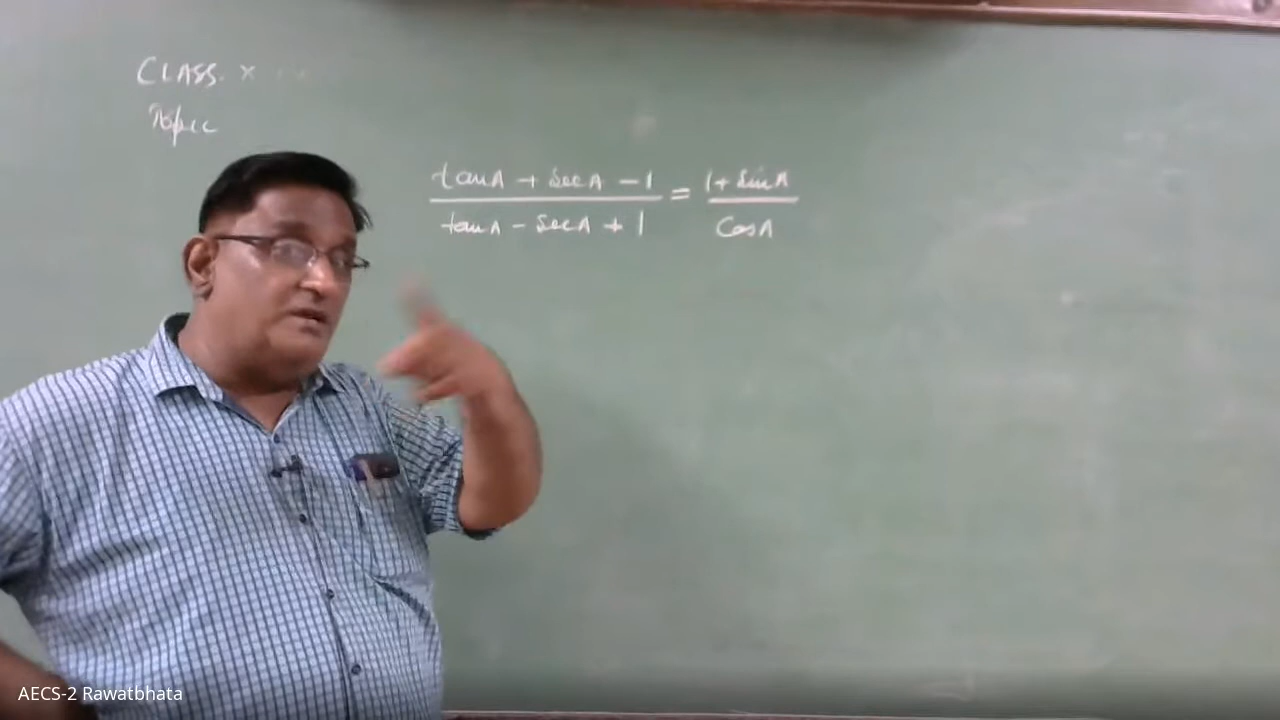 CLASS X
Topic
tanA + secA - 1 / tanA - secA + 1 = 1 + sinA / cosA
AECS-2 Rawatbhata